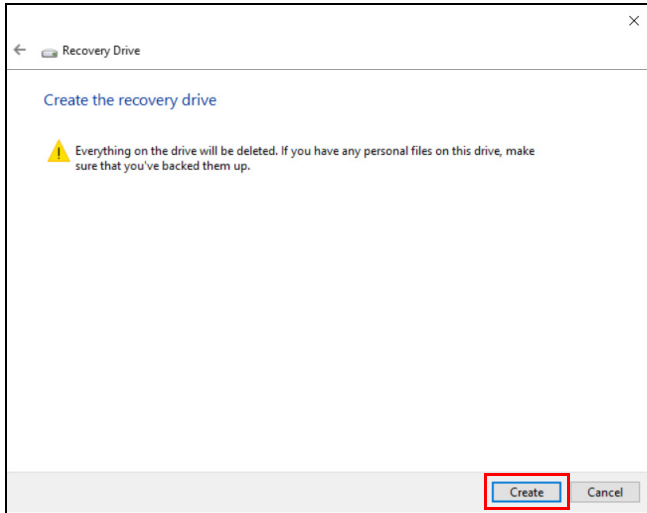 Recovery Drive
Create the recovery drive
Everything on the drive will be deleted. If you have any personal files on this drive, make
sure that you've backed them up.
Create Cancel